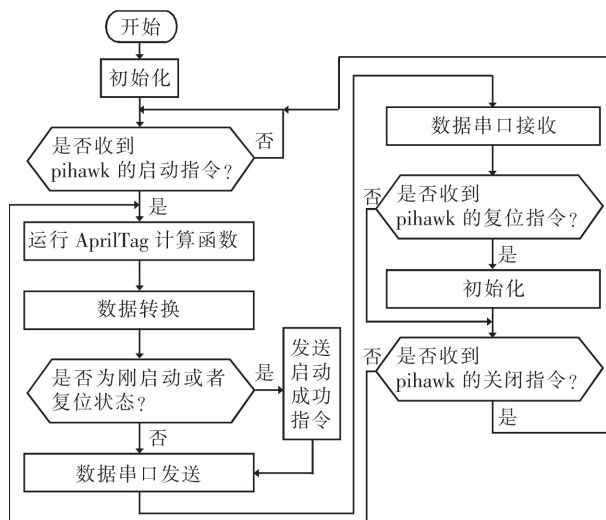 开始
初始化
是否收到
pihawk 的启动指令?
否
是
运行 AprilTag 计算函数
数据转换
是否为刚启动或者
复位状态?
是
发送
启动
成功
指令
否
数据串口发送
数据串口接收
是否收到
pihawk 的复位指令?
否
是
初始化
是否收到
pihawk 的关闭指令?
否
是